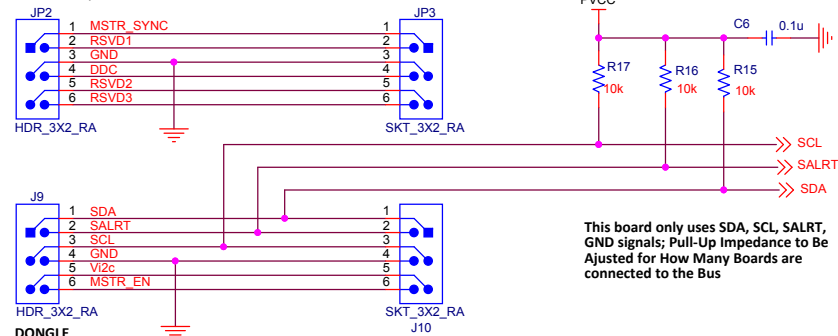 JP2
JP3
1 MSTR_SYNC 1
2 RSVD1 2
3 GND 3
4 DDC 4
5 RSVD2 5
6 RSVD3 6
HDR_3X2_RA
SKT_3X2_RA
PVCC
C6 0.1u
R17
10k
R16
10k
R15
10k
SCL
SALRT
SDA
J9
1 SDA 1
2 SALRT 2
3 SCL 3
4 GND 4
5 Vi2c 5
6 MSTR_EN 6
HDR_3X2_RA
SKT_3X2_RA
J10
DONGLE
This board only uses SDA, SCL, SALRT,
GND signals; Pull-Up Impedance to Be
Ajusted for How Many Boards are
connected to the Bus